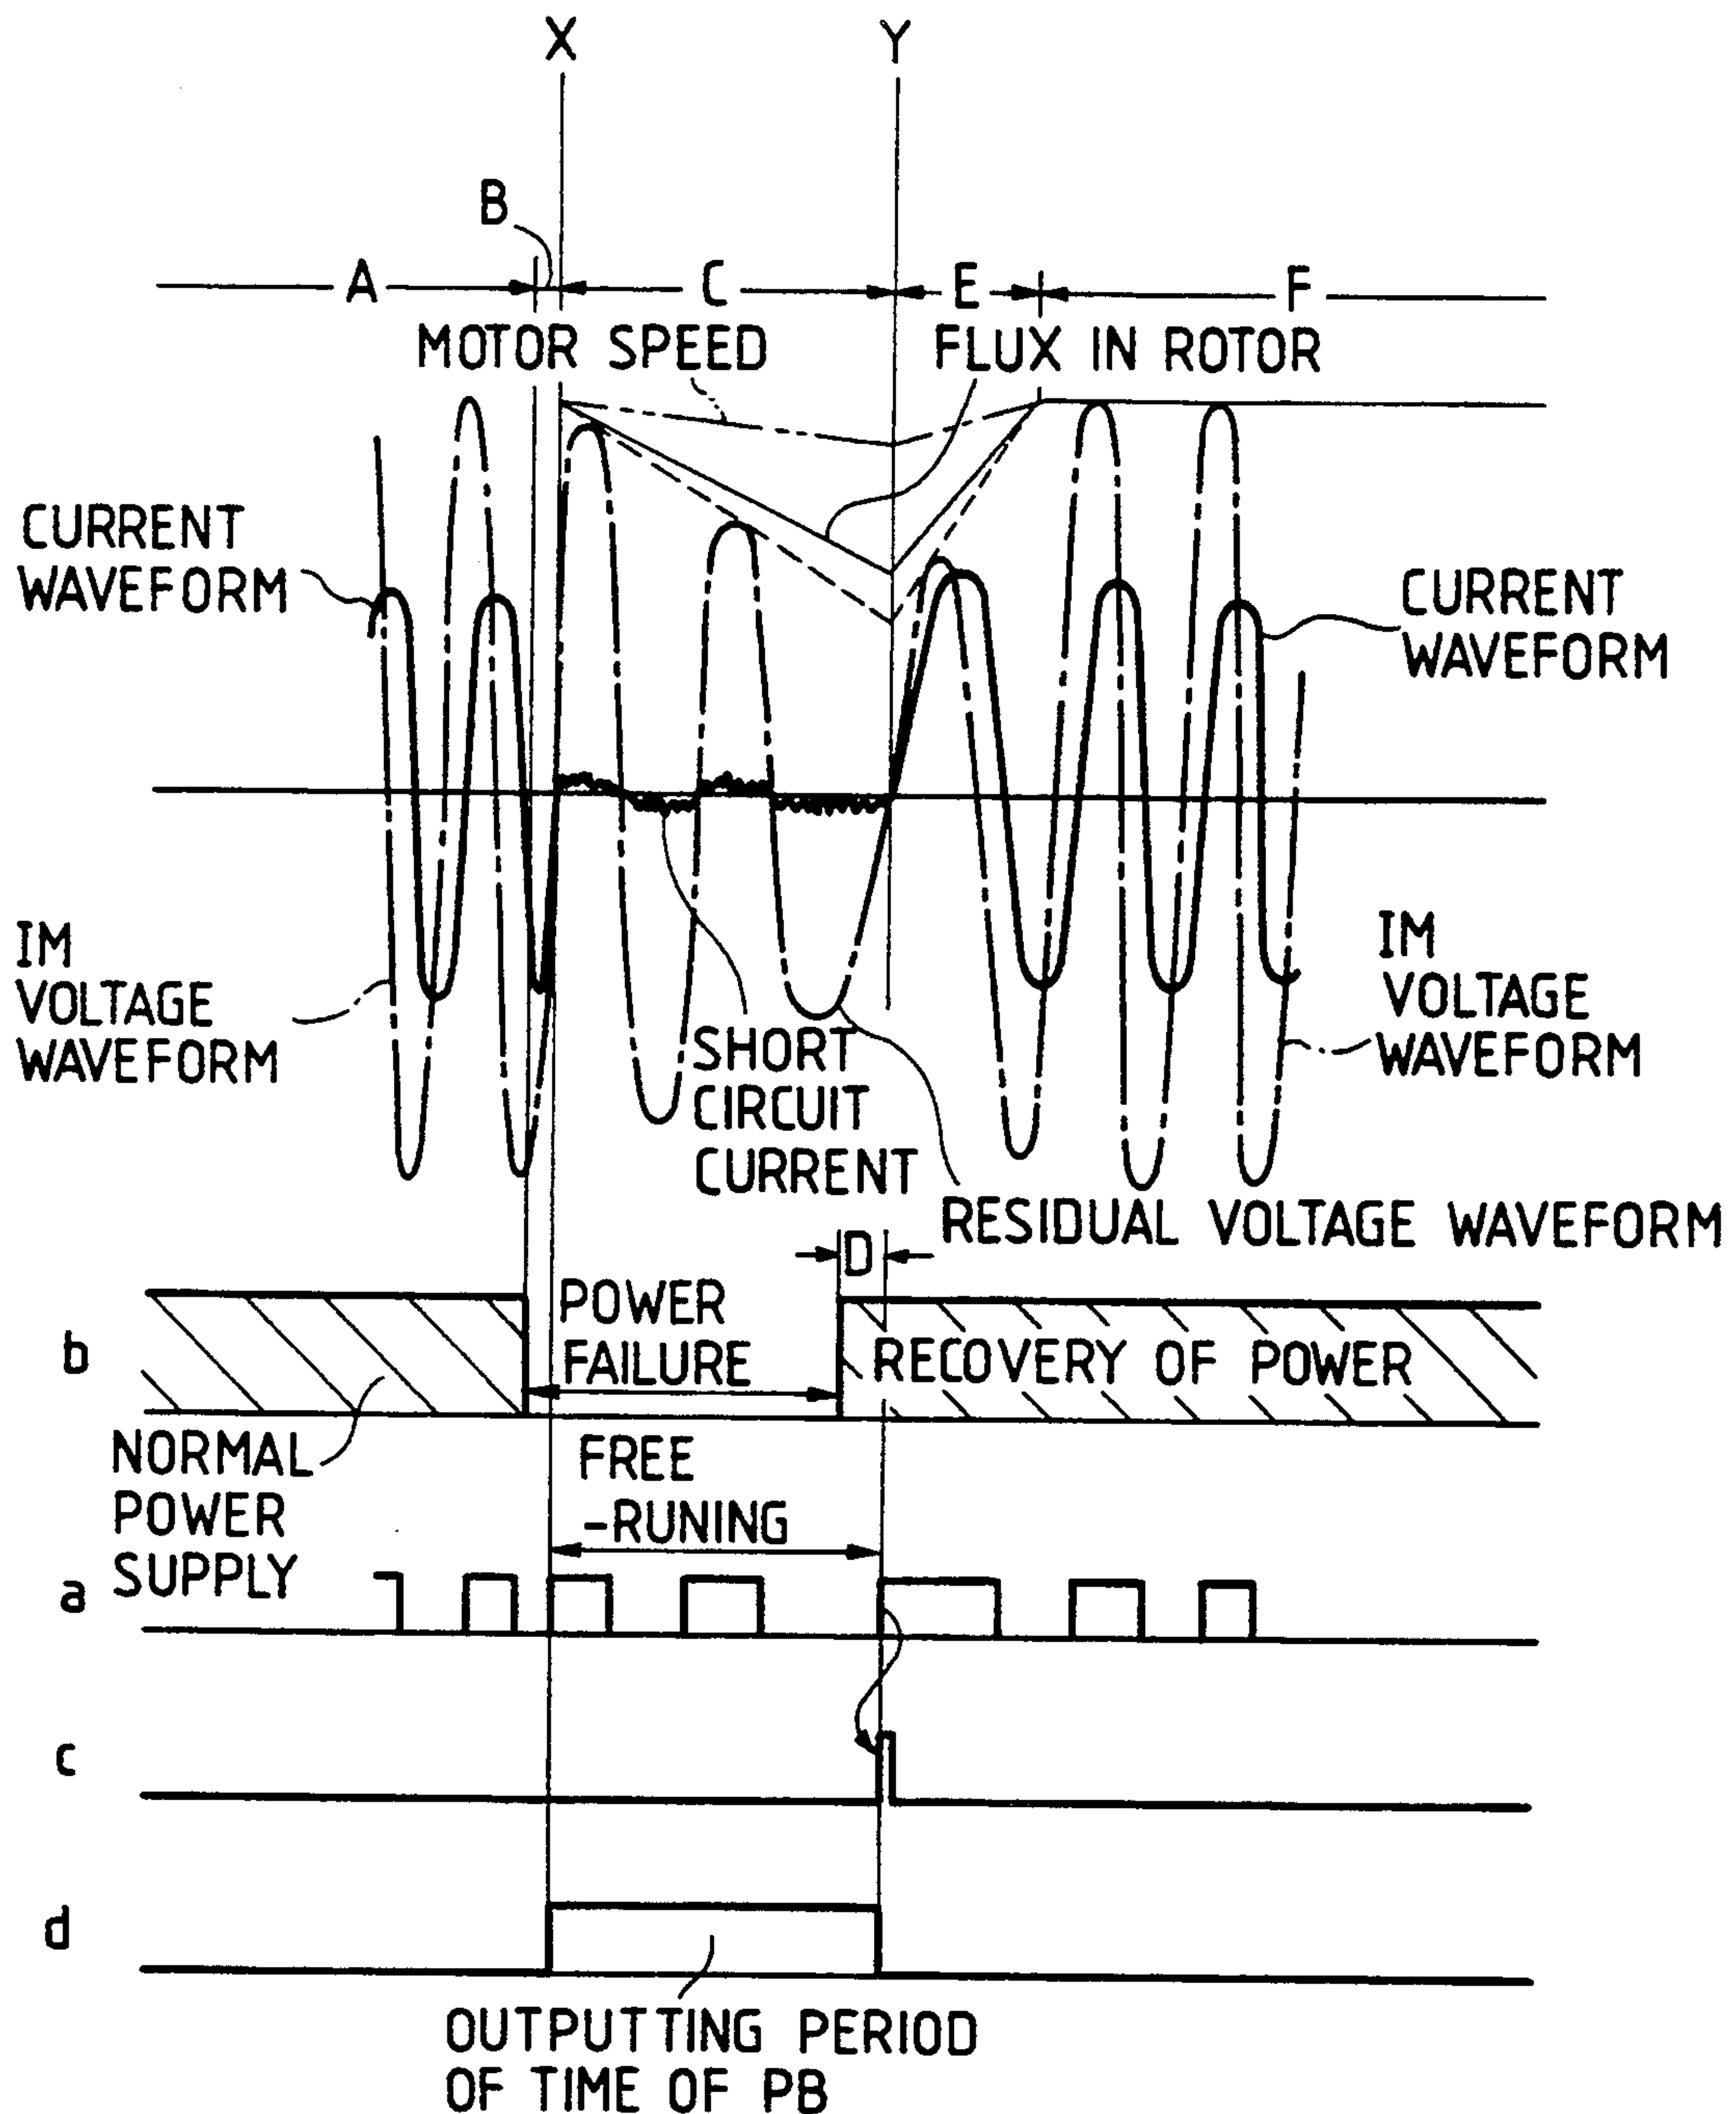 X
Y
B
A
C
E
F
MOTOR SPEED
FLUX IN ROTOR
CURRENT
WAVEFORM
CURRENT
WAVEFORM
IM
VOLTAGE
WAVEFORM
IM
VOLTAGE
WAVEFORM
SHORT
CIRCUIT
CURRENT
RESIDUAL VOLTAGE WAVEFORM
D
b
POWER
FAILURE
RECOVERY OF POWER
NORMAL
POWER
SUPPLY
FREE
-RUNING
a
c
d
OUTPUTTING PERIOD
OF TIME OF PB